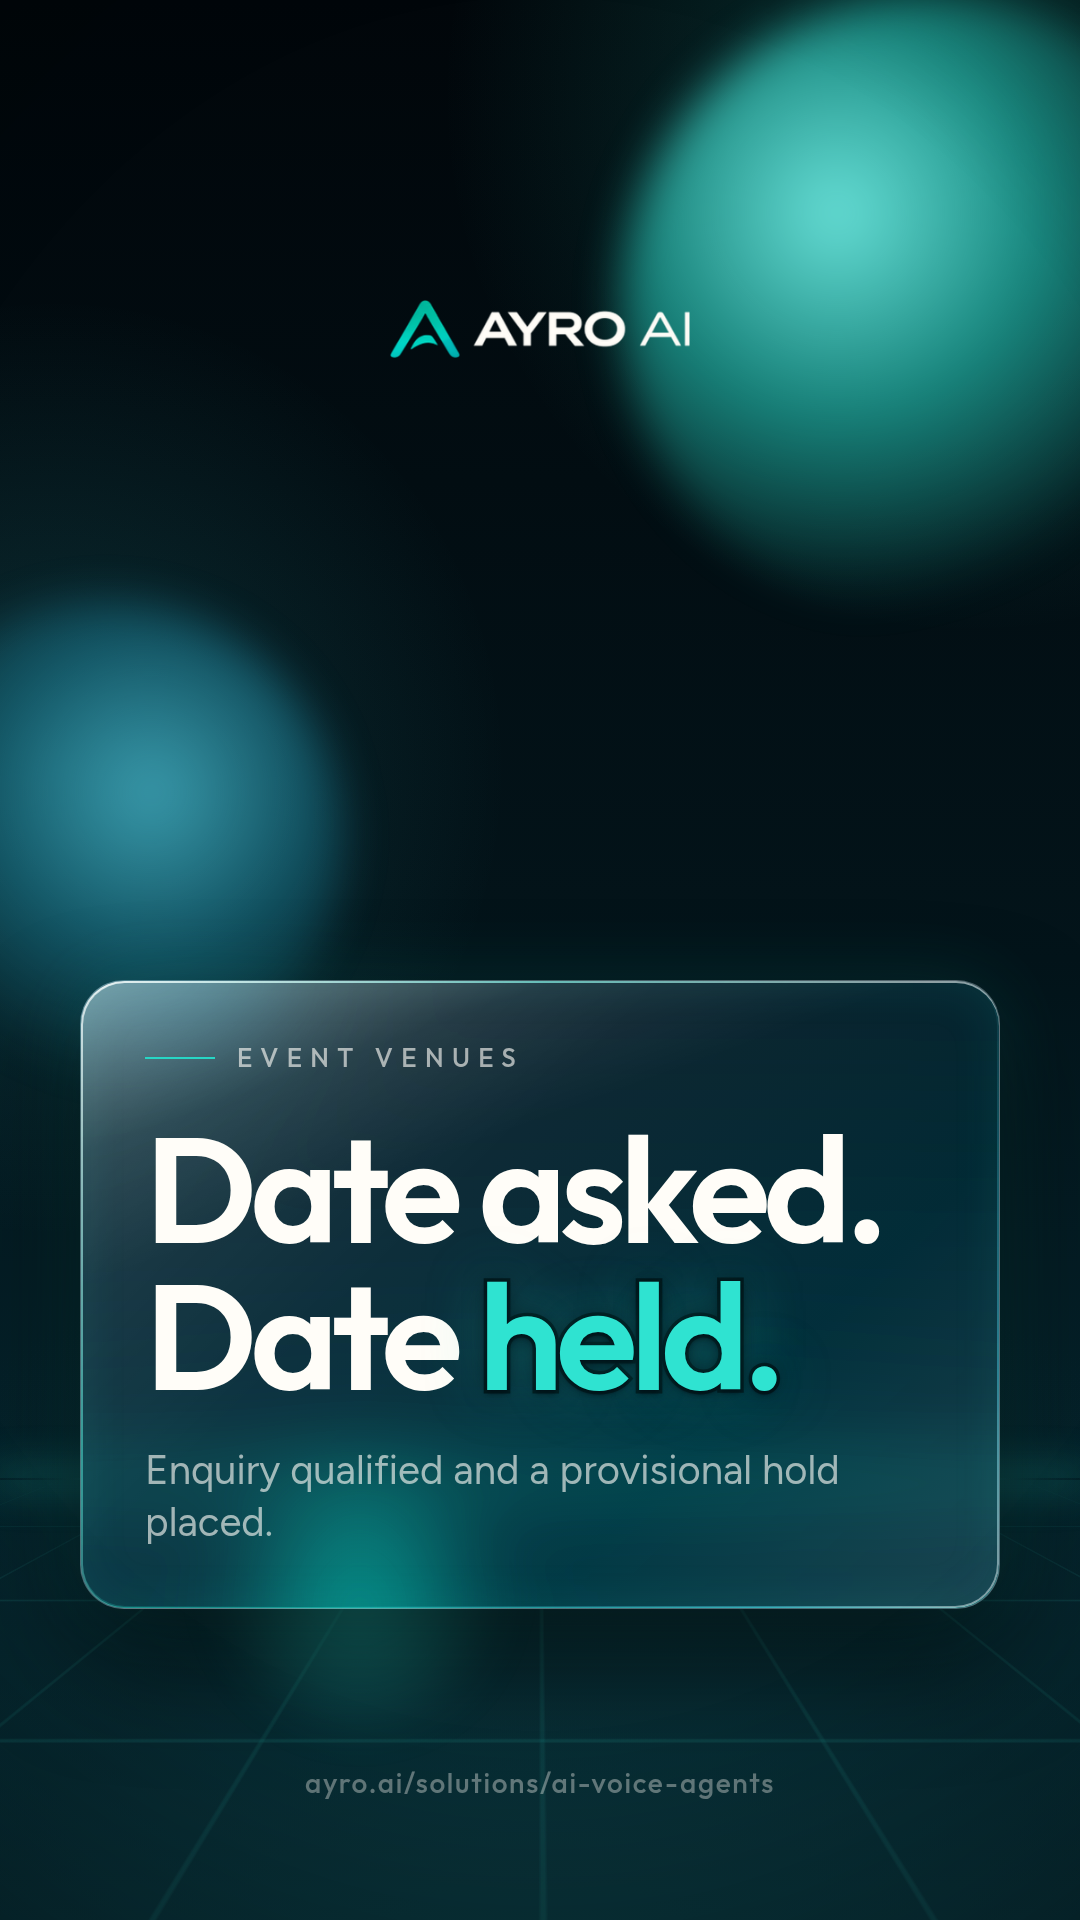 AYRO AI
EVENT VENUES
Date asked.
Date held.
Enquiry qualified and a provisional hold
placed.
ayro.ai/solutions/ai-voice-agents